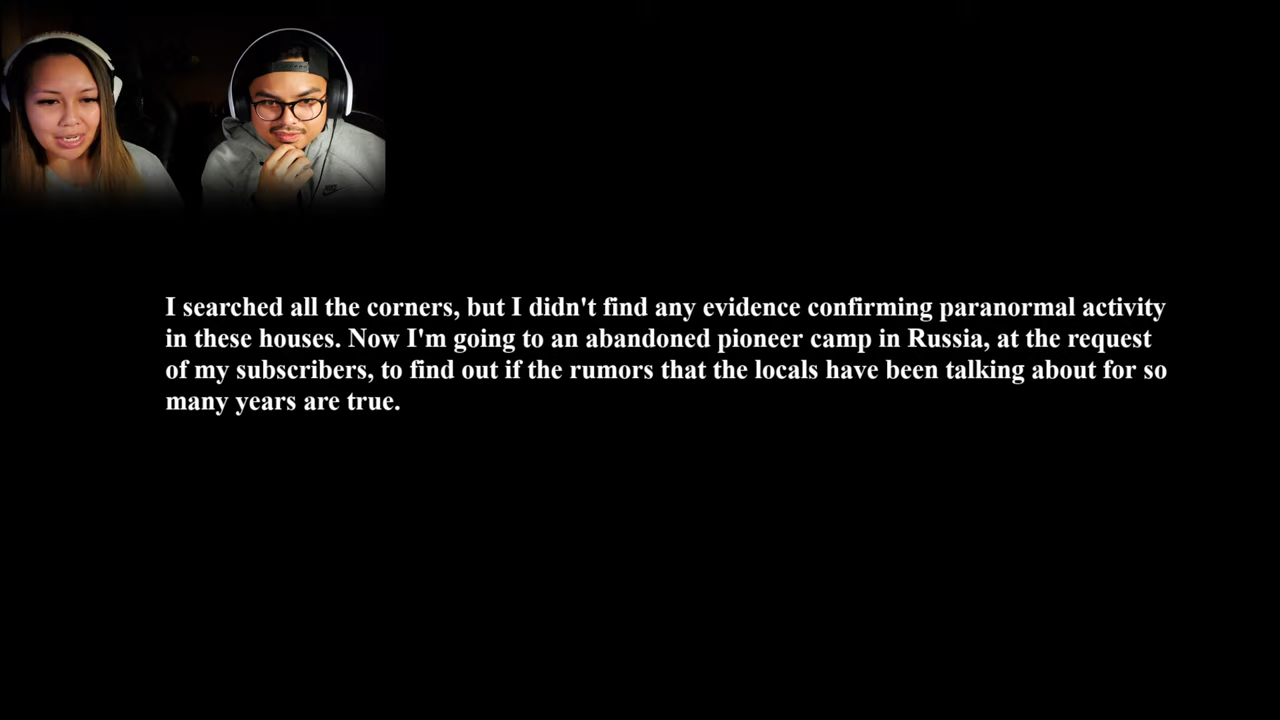 I searched all the corners, but I didn't find any evidence confirming paranormal activity
in these houses. Now I'm going to an abandoned pioneer camp in Russia, at the request
of my subscribers, to find out if the rumors that the locals have been talking about for so
many years are true.